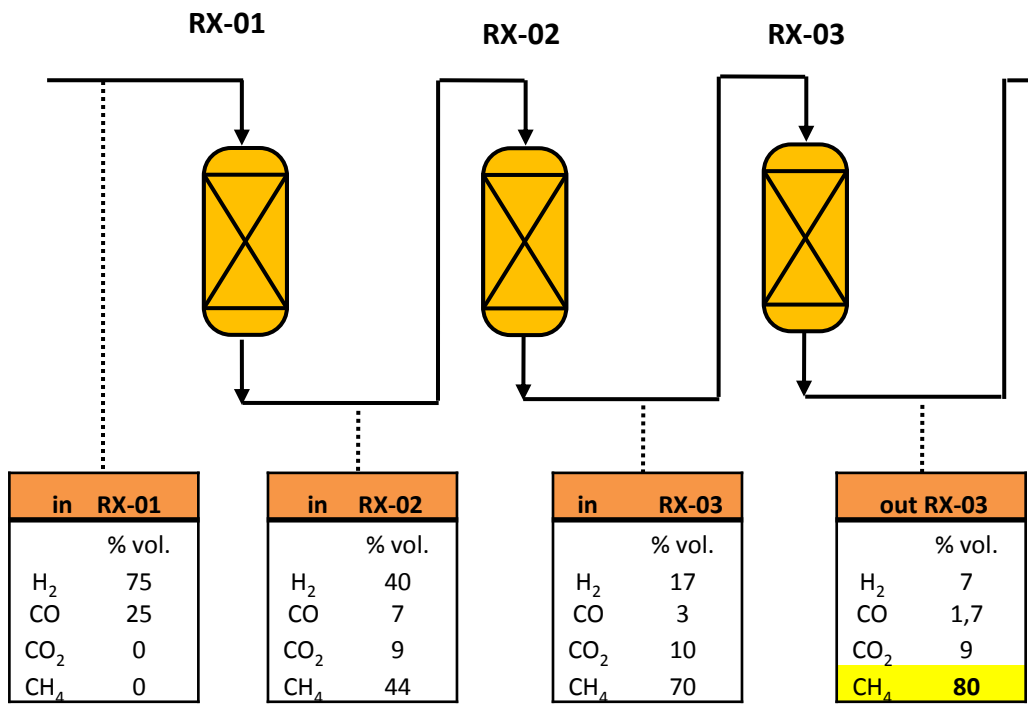 RX-01
RX-02
RX-03
in RX-01
% vol.
H₂ 75
CO 25
CO₂ 0
CH₄ 0
in RX-02
% vol.
H₂ 40
CO 7
CO₂ 9
CH₄ 44
in RX-03
% vol.
H₂ 17
CO 3
CO₂ 10
CH₄ 70
out RX-03
% vol.
H₂ 7
CO 1,7
CO₂ 9
CH₄ 80